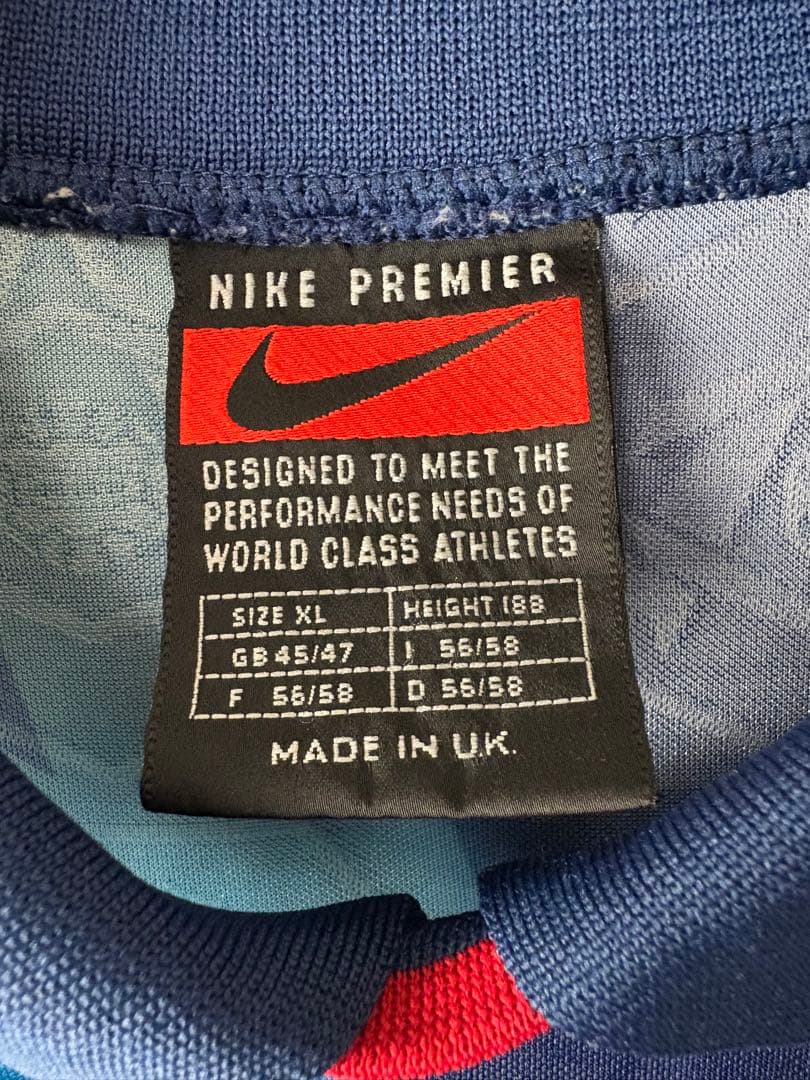 NIKE PREMIER
DESIGNED TO MEET THE
PERFORMANCE NEEDS OF
WORLD CLASS ATHLETES
SIZE XL HEIGHT 188
GB 45/47 I 56/58
F 56/58 D 56/58
MADE IN U.K.